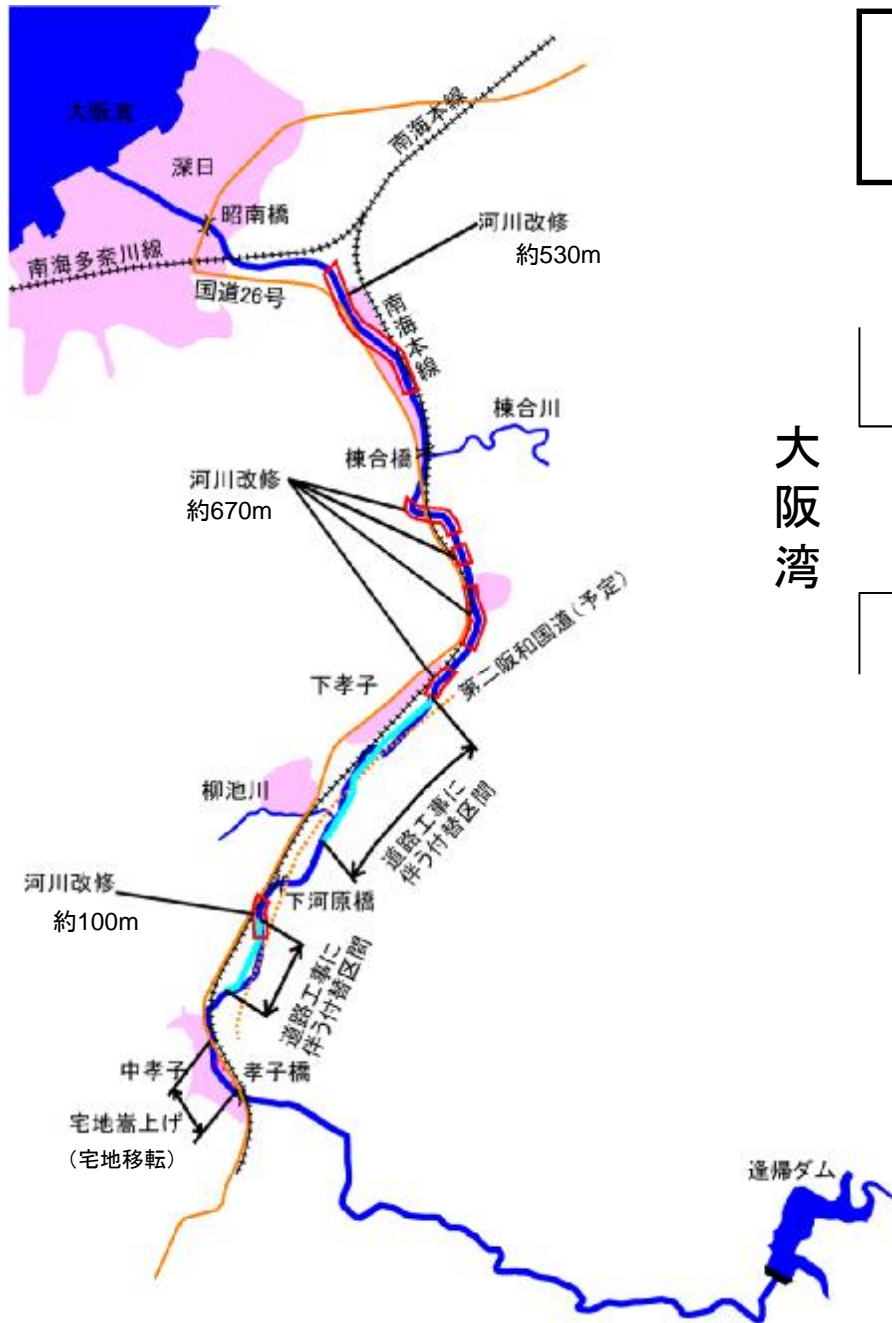 大阪湾
深日
昭南橋
南海本線
南海多奈川線
国道26号
河川改修
約530m
南海本線
楝合川
楝合橋
河川改修
約670m
第二阪和国道(予定)
下孝子
柳池川
道路工事に
伴う付替区間
下河原橋
河川改修
約100m
道路工事に
伴う付替区間
中孝子
孝子橋
宅地嵩上げ
(宅地移転)
逢帰ダム
大阪湾